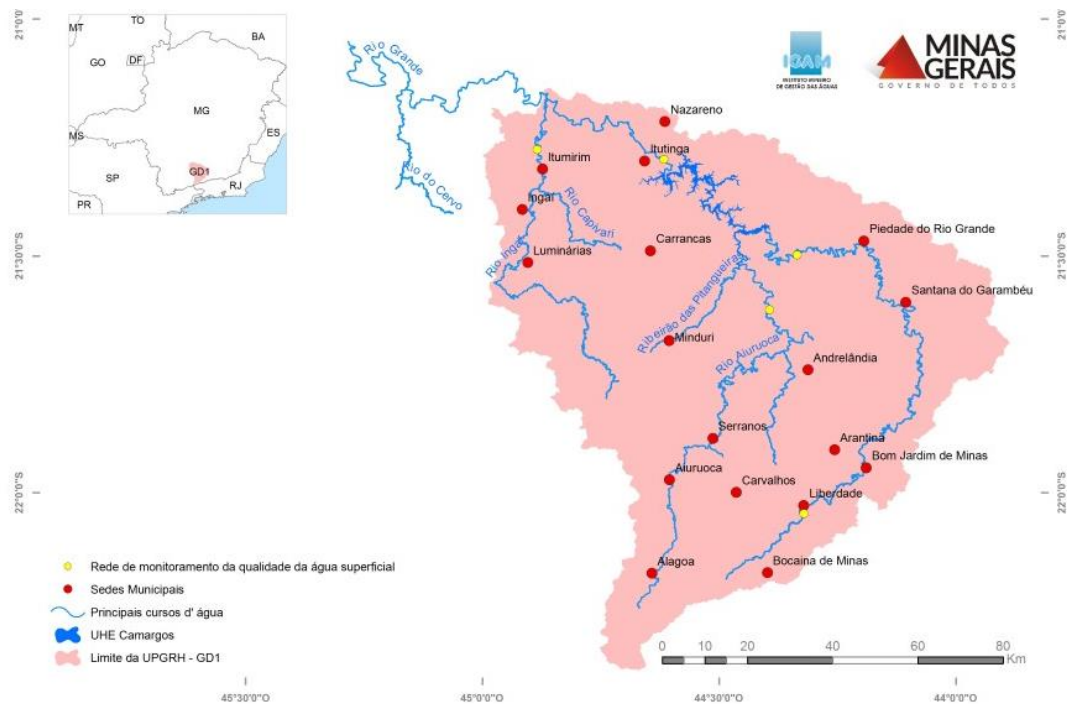 21°0'0"
21°0'0"
MT
TO
BA
GO
DF
MG
MS
ES
SP
GD1
RJ
PR
IGAM
INSTITUTO MINEIRO
DE GESTÃO DAS ÁGUAS
MINAS
GERAIS
GOVERNO DE TODOS
Rio Grande
Nazareno
Itutinga
Itumirim
Rio do Cervo
Ingaí
Rio Capivari
Piedade do Rio Grande
Carrancas
Rio Ingaí
Luminárias
21°30'0"S
21°30'0"S
Ribeirão das Pitangueiras
Santana do Garambéu
Minduri
Rio Aiuruoca
Andrelândia
Serranos
Arantina
Bom Jardim de Minas
Aiuruoca
Carvalhos
Liberdade
22°0'0"S
22°0'0"S
Alagoa
Bocaina de Minas
Rede de monitoramento da qualidade da água superficial
Sedes Municipais
Principais cursos d' água
UHE Camargos
Limite da UPGRH - GD1
0 10 20 40 60 80
Km
45°30'0"O
45°0'0"O
44°30'0"O
44°0'0"O